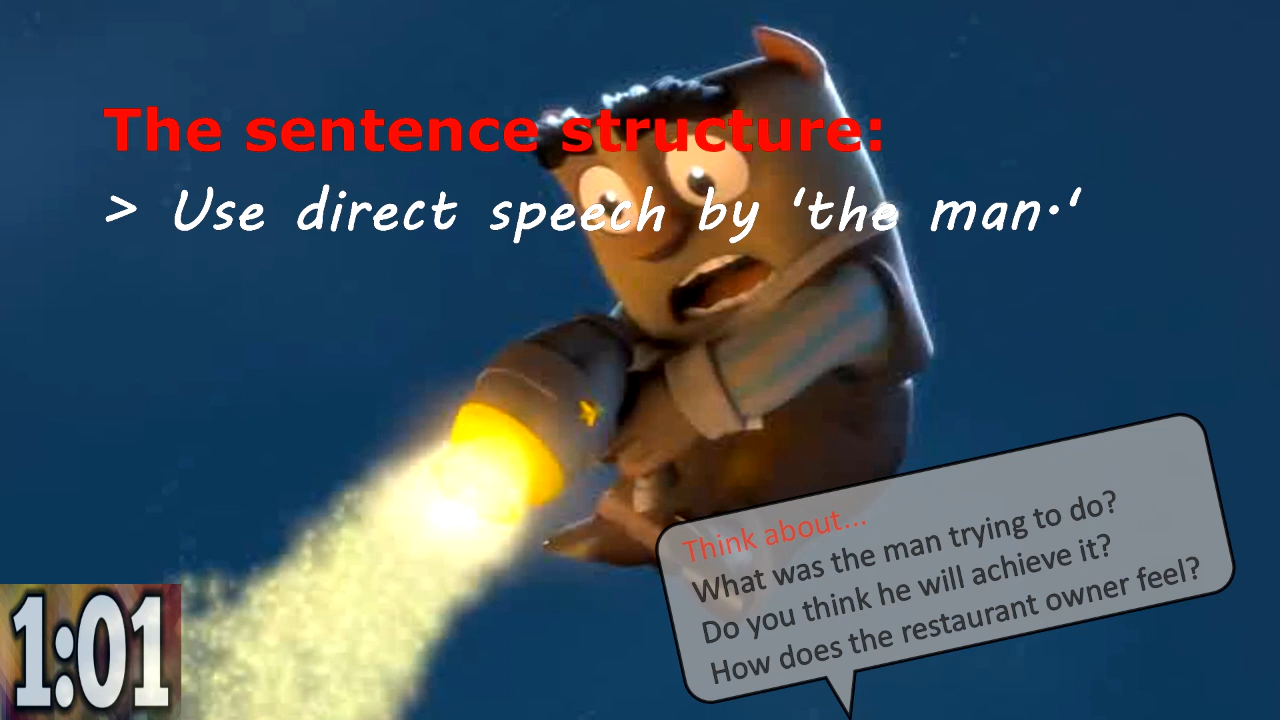 The sentence structure:
> Use direct speech by ‘the man.‘
Think about...
What was the man trying to do?
Do you think he will achieve it?
How does the restaurant owner feel?
1:01